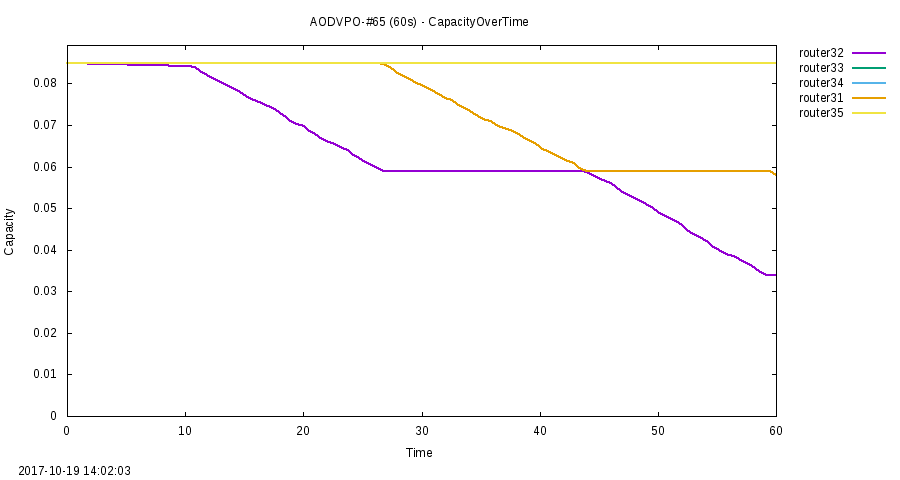 AODVPO-#65 (60s) - CapacityOverTime
router32
router33
router34
router31
router35
0.08
0.07
0.06
0.05
0.04
0.03
0.02
0.01
0
Capacity
0 10 20 30 40 50 60
Time
2017-10-19 14:02:03